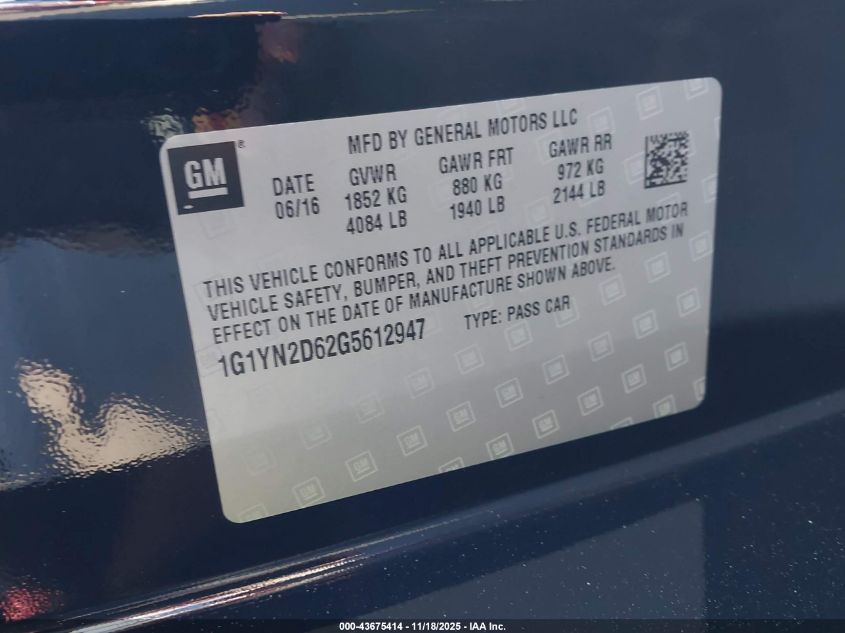 MFD BY GENERAL MOTORS LLC
GM®
DATE GVWR GAWR FRT GAWR RR
06/16 1852 KG 880 KG 972 KG
4084 LB 1940 LB 2144 LB
THIS VEHICLE CONFORMS TO ALL APPLICABLE U.S. FEDERAL MOTOR
VEHICLE SAFETY, BUMPER, AND THEFT PREVENTION STANDARDS IN
EFFECT ON THE DATE OF MANUFACTURE SHOWN ABOVE.
1G1YN2D62G5612947 TYPE: PASS CAR
000-43675414 - 11/18/2025 - IAA Inc.